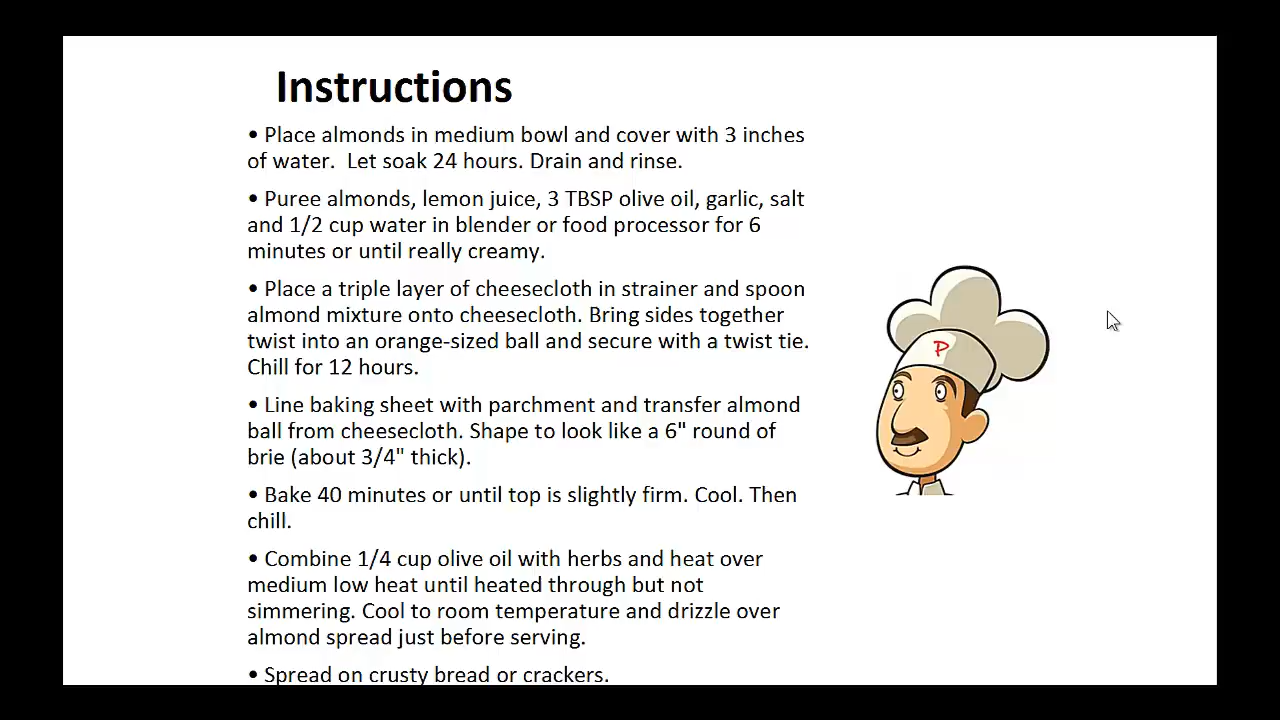 Instructions
• Place almonds in medium bowl and cover with 3 inches
of water.  Let soak 24 hours. Drain and rinse.
• Puree almonds, lemon juice, 3 TBSP olive oil, garlic, salt
and 1/2 cup water in blender or food processor for 6
minutes or until really creamy.
• Place a triple layer of cheesecloth in strainer and spoon
almond mixture onto cheesecloth. Bring sides together
twist into an orange-sized ball and secure with a twist tie.
Chill for 12 hours.
• Line baking sheet with parchment and transfer almond
ball from cheesecloth. Shape to look like a 6" round of
brie (about 3/4" thick).
• Bake 40 minutes or until top is slightly firm. Cool. Then
chill.
• Combine 1/4 cup olive oil with herbs and heat over
medium low heat until heated through but not
simmering. Cool to room temperature and drizzle over
almond spread just before serving.
• Spread on crusty bread or crackers.
P